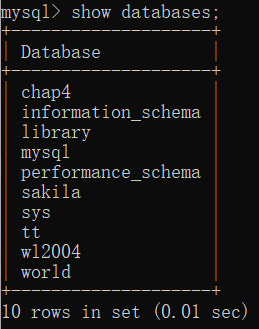 mysql> show databases;
+--------------------+
| Database           |
+--------------------+
| chap4              |
| information_schema |
| library            |
| mysql              |
| performance_schema |
| sakila             |
| sys                |
| tt                 |
| wl2004             |
| world              |
+--------------------+
10 rows in set (0.01 sec)